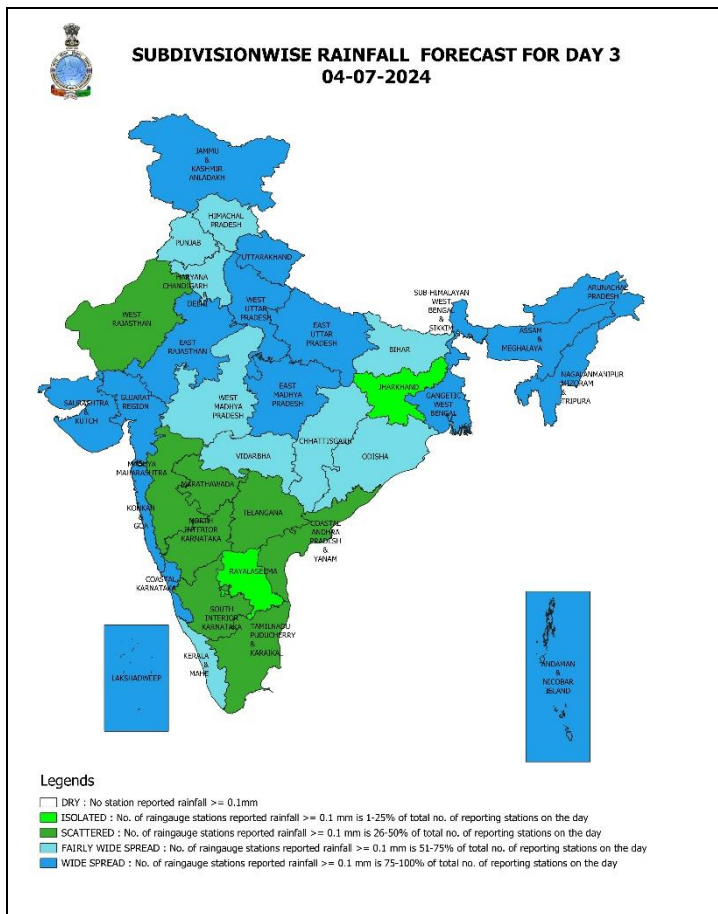 SUBDIVISIONWISE RAINFALL FORECAST FOR DAY 3
04-07-2024
JAMMU
&
KASHMIR
ANLADAKH
HIMACHAL
PRADESH
PUNJAB
UTTARAKHAND
HARYANA
CHANDIGARH
&
DELHI
WEST
RAJASTHAN
WEST
UTTAR
PRADESH
EAST
UTTAR
PRADESH
EAST
RAJASTHAN
SUB-HIMALAYAN
WEST
BENGAL
&
SIKKIM
ARUNACHAL
PRADESH
ASSAM
&
MEGHALAYA
NAGALANMANIPUR
MIZORAM
&
TRIPURA
BIHAR
JHARKHAND
GANGETIC
WEST
BENGAL
SAURASHTRA
&
KUTCH
GUJARAT
REGION
WEST
MADHYA
PRADESH
EAST
MADHYA
PRADESH
CHHATTISGARH
VIDARBHA
ODISHA
MADHYA
MAHARASHTRA
MARATHAWADA
KONKAN
&
GOA
NORTH
INTERIOR
KARNATAKA
TELANGANA
COASTAL
ANDHRA
PRADESH
&
YANAM
RAYALASEEMA
COASTAL
KARNATAKA
SOUTH
INTERIOR
KARNATAKA
TAMILNADU
PUDUCHERRY
&
KARAIKAL
KERALA
&
MAHE
LAKSHADWEEP
ANDAMAN
&
NICOBAR
ISLAND
Legends
DRY : No station reported rainfall >= 0.1mm
ISOLATED : No. of raingauge stations reported rainfall >= 0.1 mm is 1-25% of total no. of reporting stations on the day
SCATTERED : No. of raingauge stations reported rainfall >= 0.1 mm is 26-50% of total no. of reporting stations on the day
FAIRLY WIDE SPREAD : No. of raingauge stations reported rainfall >= 0.1 mm is 51-75% of total no. of reporting stations on the day
WIDE SPREAD : No. of raingauge stations reported rainfall >= 0.1 mm is 75-100% of total no. of reporting stations on the day